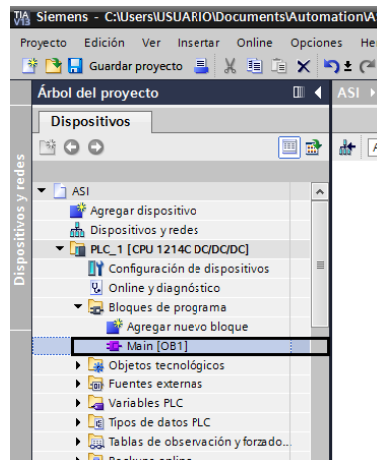 Siemens - C:\Users\USUARIO\Documents\Automation\A
Proyecto Edición Ver Insertar Online Opciones He
Guardar proyecto
Árbol del proyecto
ASI
Dispositivos
Dispositivos y redes
ASI
Agregar dispositivo
Dispositivos y redes
PLC_1 [CPU 1214C DC/DC/DC]
Configuración de dispositivos
Online y diagnóstico
Bloques de programa
Agregar nuevo bloque
Main [OB1]
Objetos tecnológicos
Fuentes externas
Variables PLC
Tipos de datos PLC
Tablas de observación y forzado...